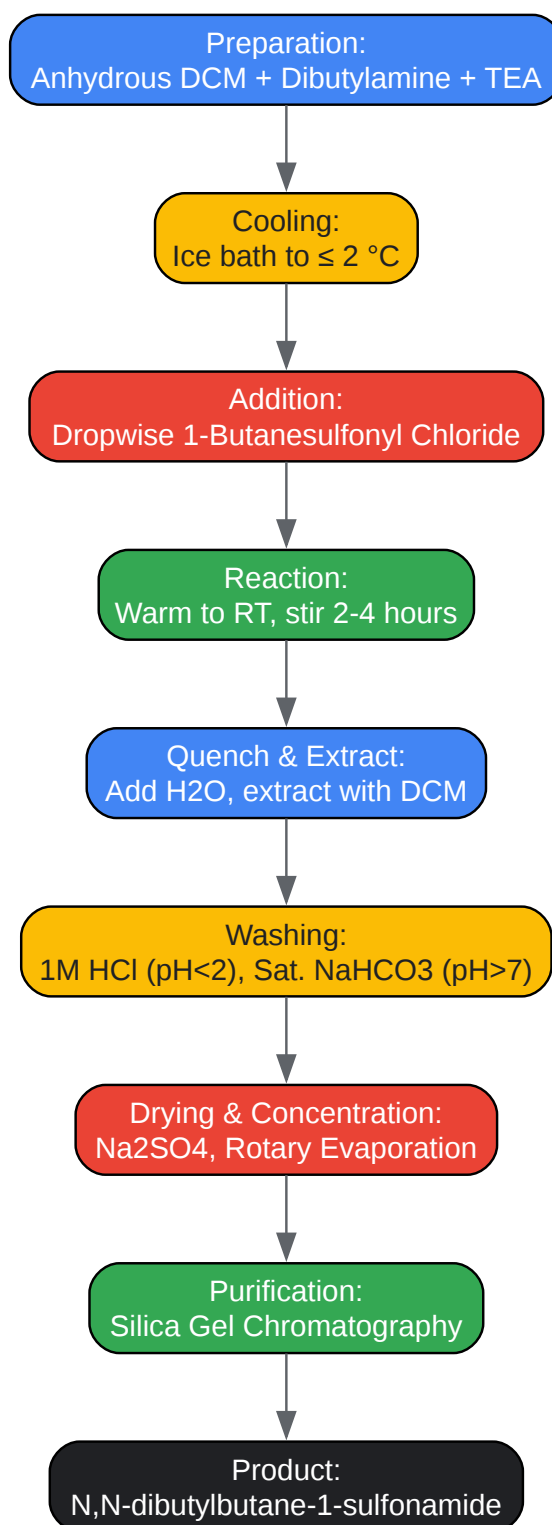 Preparation:
Anhydrous DCM + Dibutylamine + TEA
Cooling:
Ice bath to ≤ 2 °C
Addition:
Dropwise 1-Butanesulfonyl Chloride
Reaction:
Warm to RT, stir 2-4 hours
Quench & Extract:
Add H2O, extract with DCM
Washing:
1M HCl (pH<2), Sat. NaHCO3 (pH>7)
Drying & Concentration:
Na2SO4, Rotary Evaporation
Purification:
Silica Gel Chromatography
Product:
N,N-dibutylbutane-1-sulfonamide